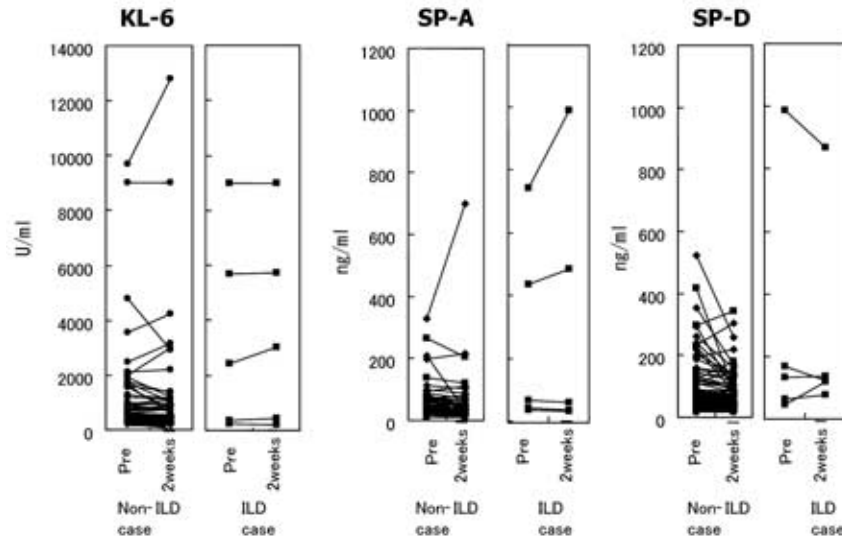 KL-6
SP-A
SP-D
14000
12000
10000
8000
6000
4000
2000
0
U/ml
Pre
2weeks
Non-ILD
case
Pre
2weeks
ILD
case
1200
1000
800
600
400
200
0
ng/ml
Pre
2weeks
Non-ILD
case
Pre
2weeks
ILD
case
1200
1000
800
600
400
200
0
ng/ml
Pre
2weeks
Non-ILD
case
Pre
2weeks
ILD
case